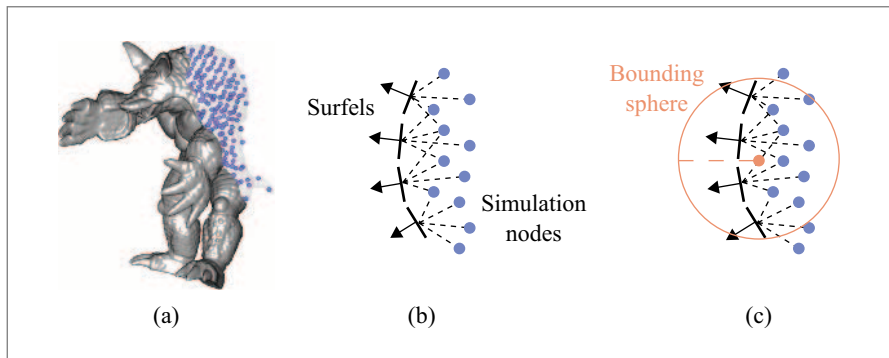 Surfels
Simulation
nodes
Bounding
sphere
(a)
(b)
(c)